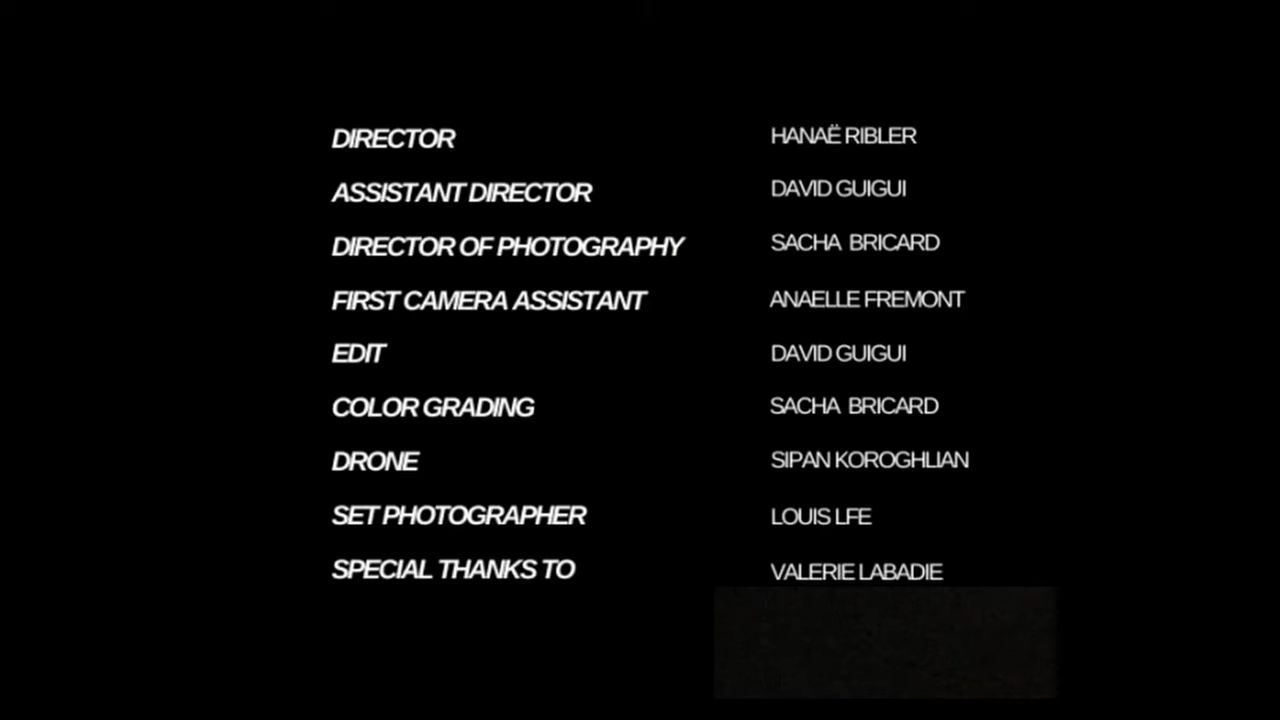 DIRECTOR HANAË RIBLER
ASSISTANT DIRECTOR DAVID GUIGUI
DIRECTOR OF PHOTOGRAPHY SACHA BRICARD
FIRST CAMERA ASSISTANT ANAELLE FREMONT
EDIT DAVID GUIGUI
COLOR GRADING SACHA BRICARD
DRONE SIPAN KOROGHLIAN
SET PHOTOGRAPHER LOUIS LFE
SPECIAL THANKS TO VALERIE LABADIE